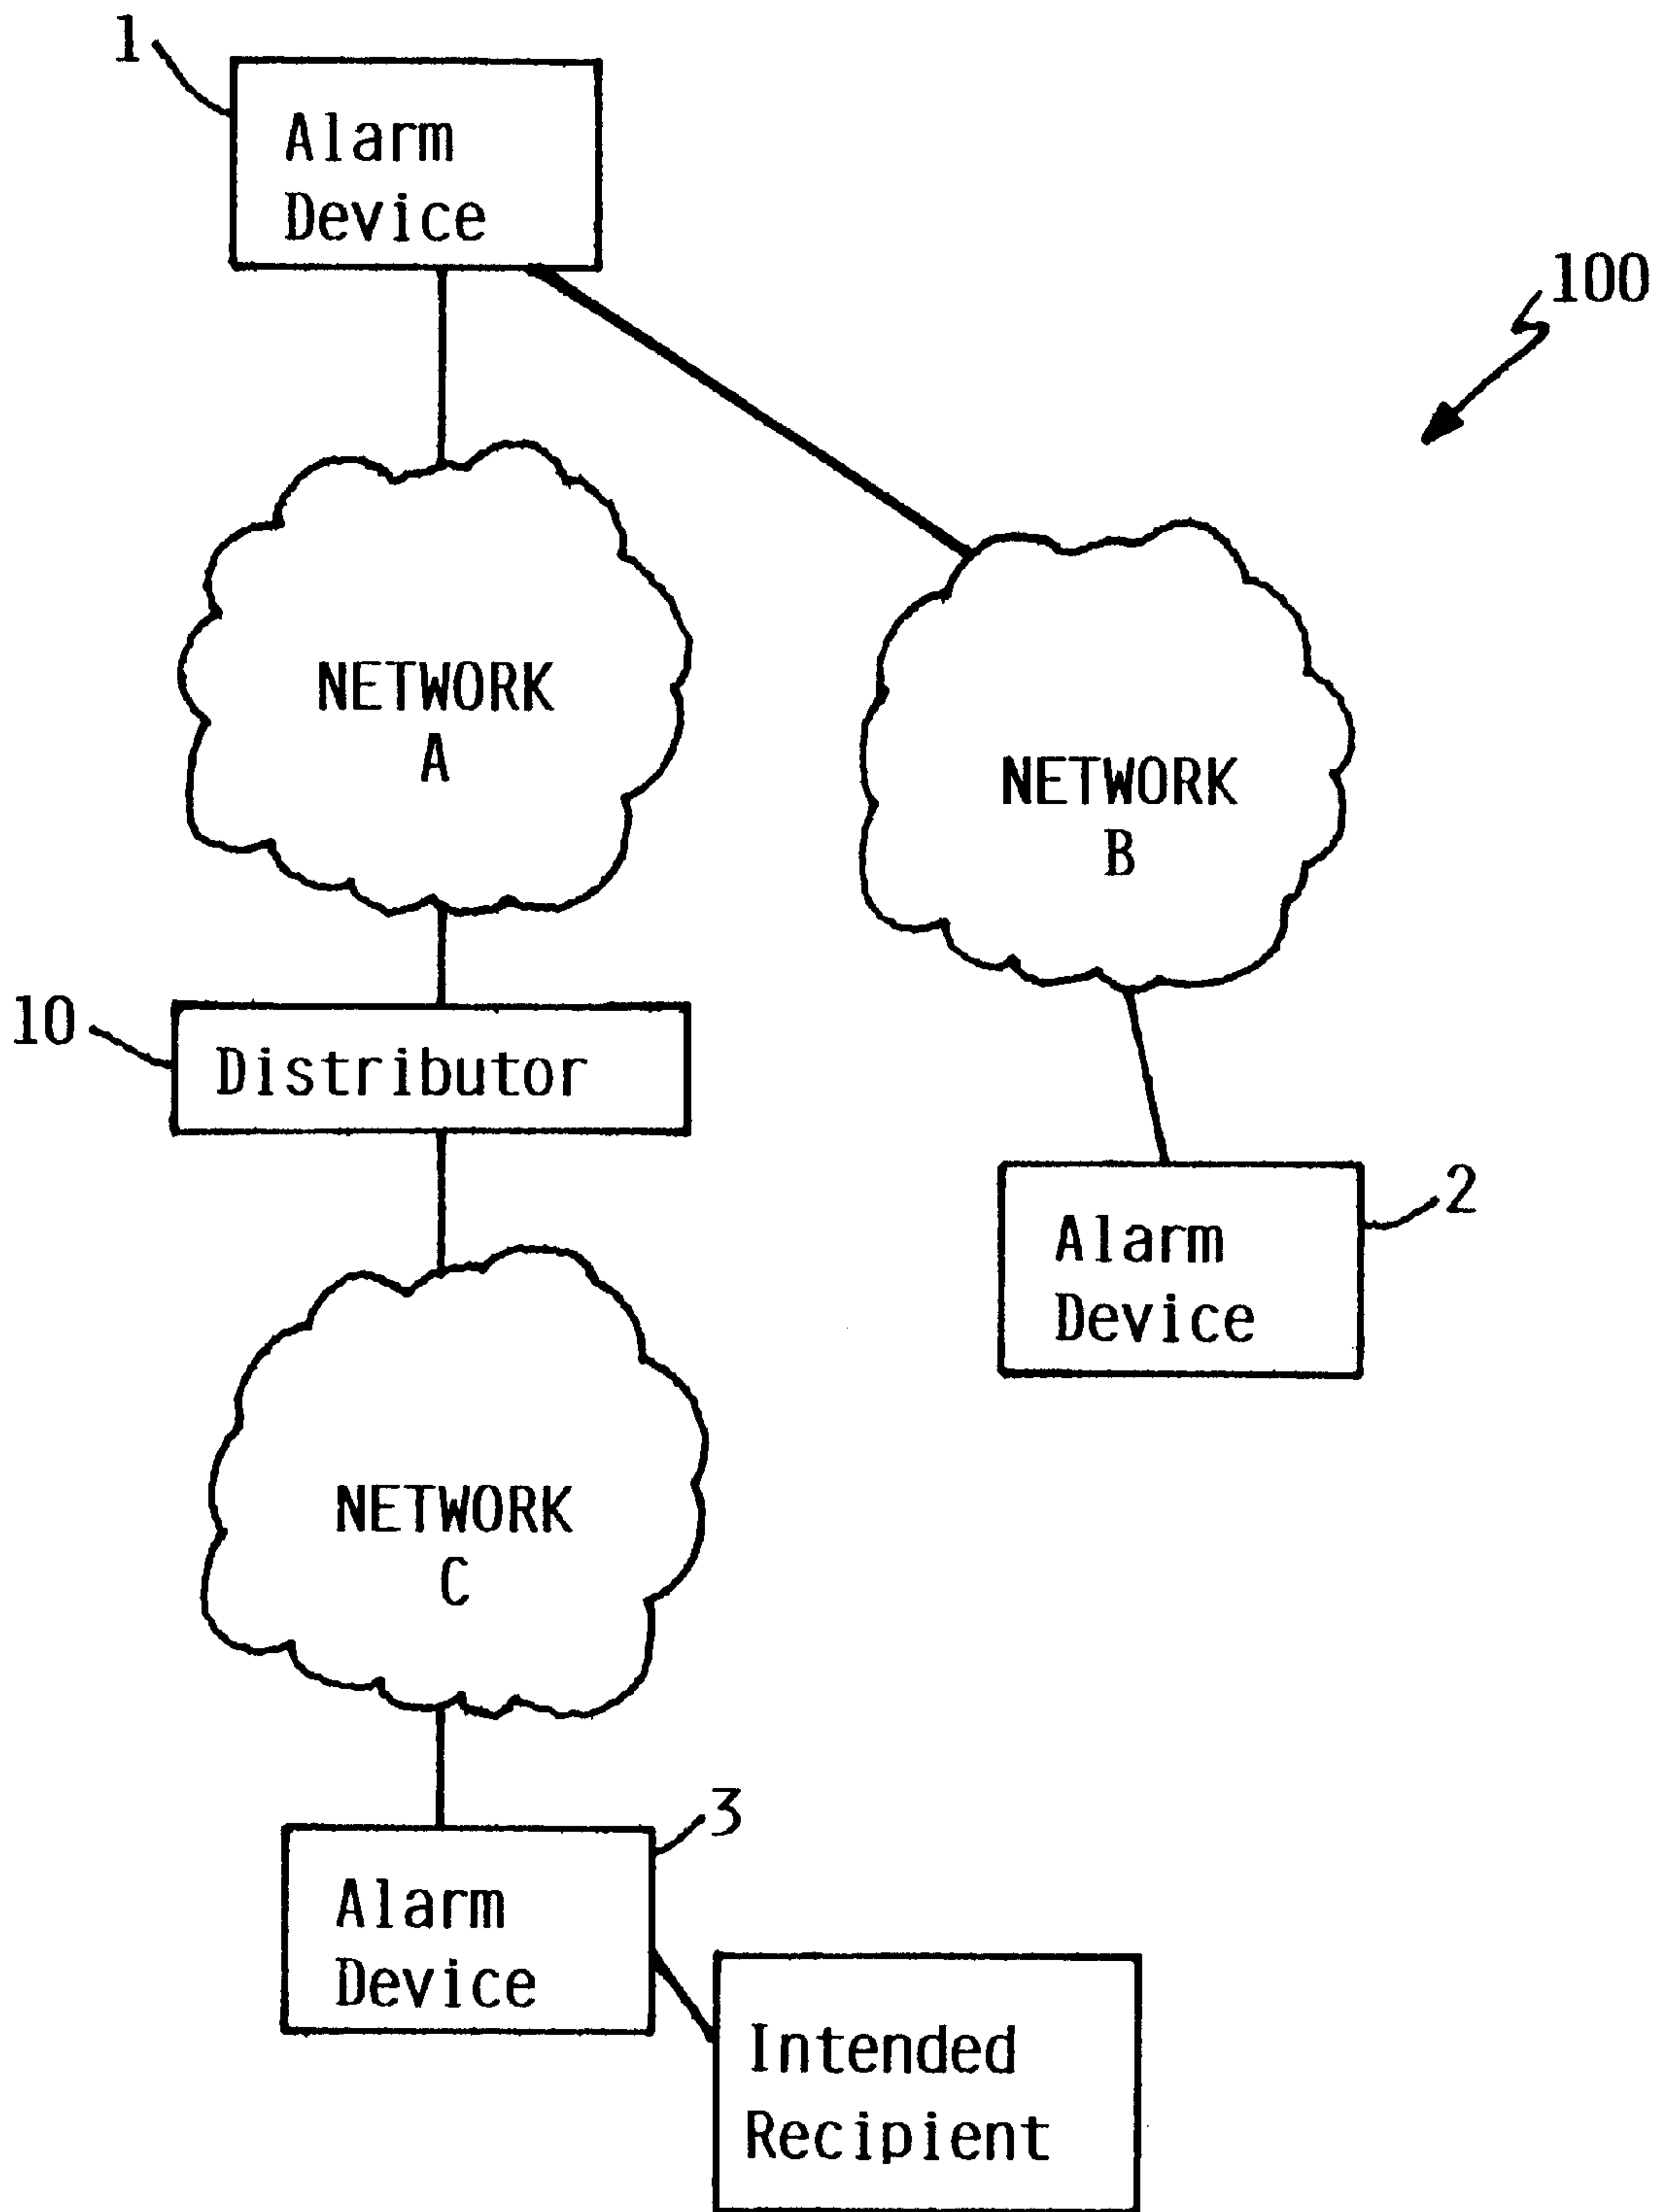 1
Alarm
Device
100
NETWORK
A
NETWORK
B
10
Distributor
Alarm
Device
2
NETWORK
C
3
Alarm
Device
Intended
Recipient